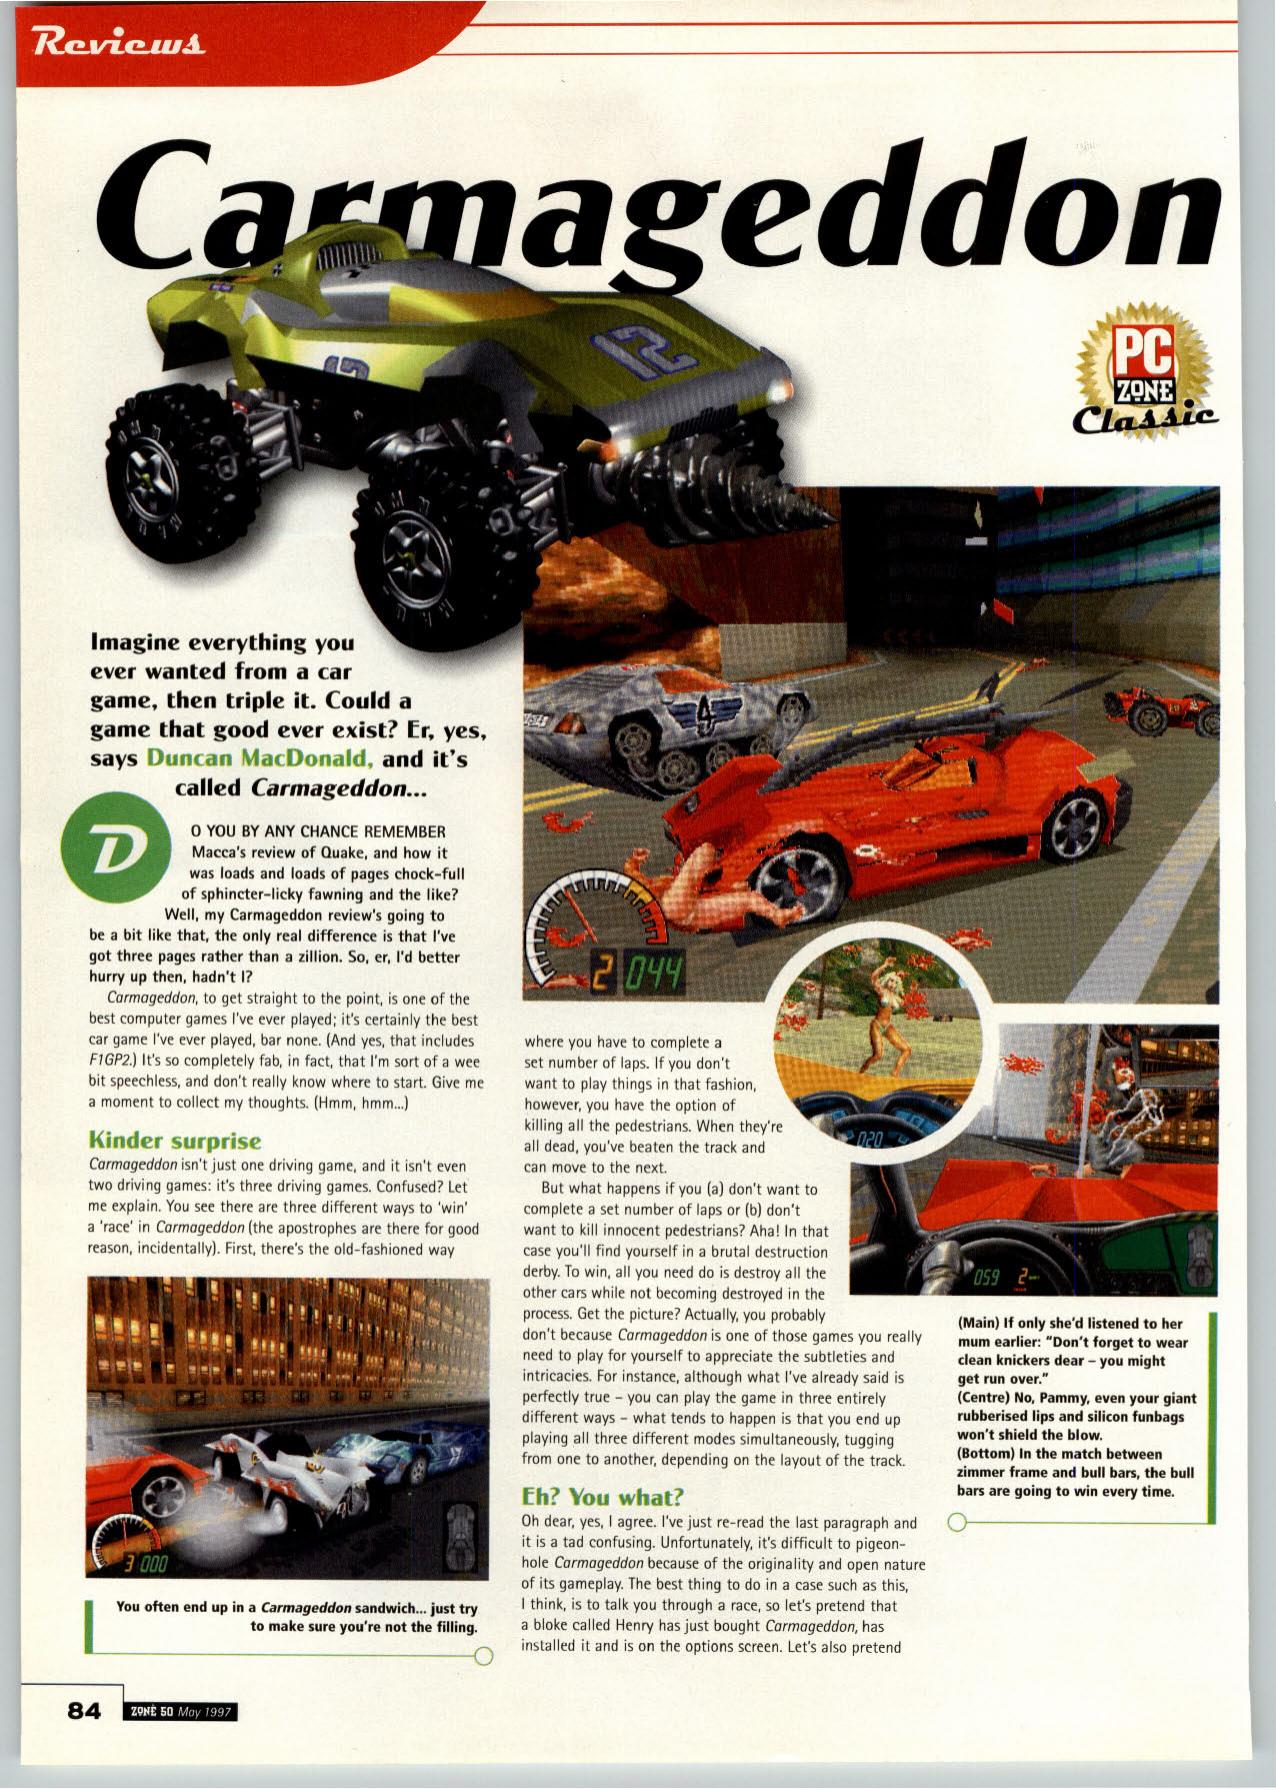 Reviews
Carmageddon
12
12
PC
ZONE
Classic
Imagine everything you
ever wanted from a car
game, then triple it. Could a
game that good ever exist? Er, yes,
says Duncan MacDonald, and it's
called Carmageddon...
DO YOU BY ANY CHANCE REMEMBER
Macca's review of Quake, and how it
was loads and loads of pages chock-full
of sphincter-licky fawning and the like?
Well, my Carmageddon review's going to
be a bit like that, the only real difference is that I've
got three pages rather than a zillion. So, er, I'd better
hurry up then, hadn't I?
Carmageddon, to get straight to the point, is one of the
best computer games I've ever played; it's certainly the best
car game I've ever played, bar none. (And yes, that includes
F1GP2.) It's so completely fab, in fact, that I'm sort of a wee
bit speechless, and don't really know where to start. Give me
a moment to collect my thoughts. (Hmm, hmm...)
Kinder surprise
Carmageddon isn't just one driving game, and it isn't even
two driving games: it's three driving games. Confused? Let
me explain. You see there are three different ways to 'win'
a 'race' in Carmageddon (the apostrophes are there for good
reason, incidentally). First, there's the old-fashioned way
3 000
You often end up in a Carmageddon sandwich... just try
to make sure you're not the filling.
4
2 044
020
059 2
where you have to complete a
set number of laps. If you don't
want to play things in that fashion,
however, you have the option of
killing all the pedestrians. When they're
all dead, you've beaten the track and
can move to the next.
But what happens if you (a) don't want to
complete a set number of laps or (b) don't
want to kill innocent pedestrians? Aha! In that
case you'll find yourself in a brutal destruction
derby. To win, all you need do is destroy all the
other cars while not becoming destroyed in the
process. Get the picture? Actually, you probably
don't because Carmageddon is one of those games you really
need to play for yourself to appreciate the subtleties and
intricacies. For instance, although what I've already said is
perfectly true – you can play the game in three entirely
different ways – what tends to happen is that you end up
playing all three different modes simultaneously, tugging
from one to another, depending on the layout of the track.
Eh? You what?
Oh dear, yes, I agree. I've just re-read the last paragraph and
it is a tad confusing. Unfortunately, it's difficult to pigeon-
hole Carmageddon because of the originality and open nature
of its gameplay. The best thing to do in a case such as this,
I think, is to talk you through a race, so let's pretend that
a bloke called Henry has just bought Carmageddon, has
installed it and is on the options screen. Let's also pretend
(Main) If only she'd listened to her
mum earlier: "Don't forget to wear
clean knickers dear – you might
get run over."
(Centre) No, Pammy, even your giant
rubberised lips and silicon funbags
won't shield the blow.
(Bottom) In the match between
zimmer frame and bull bars, the bull
bars are going to win every time.
84
ZONE 50 May 1997